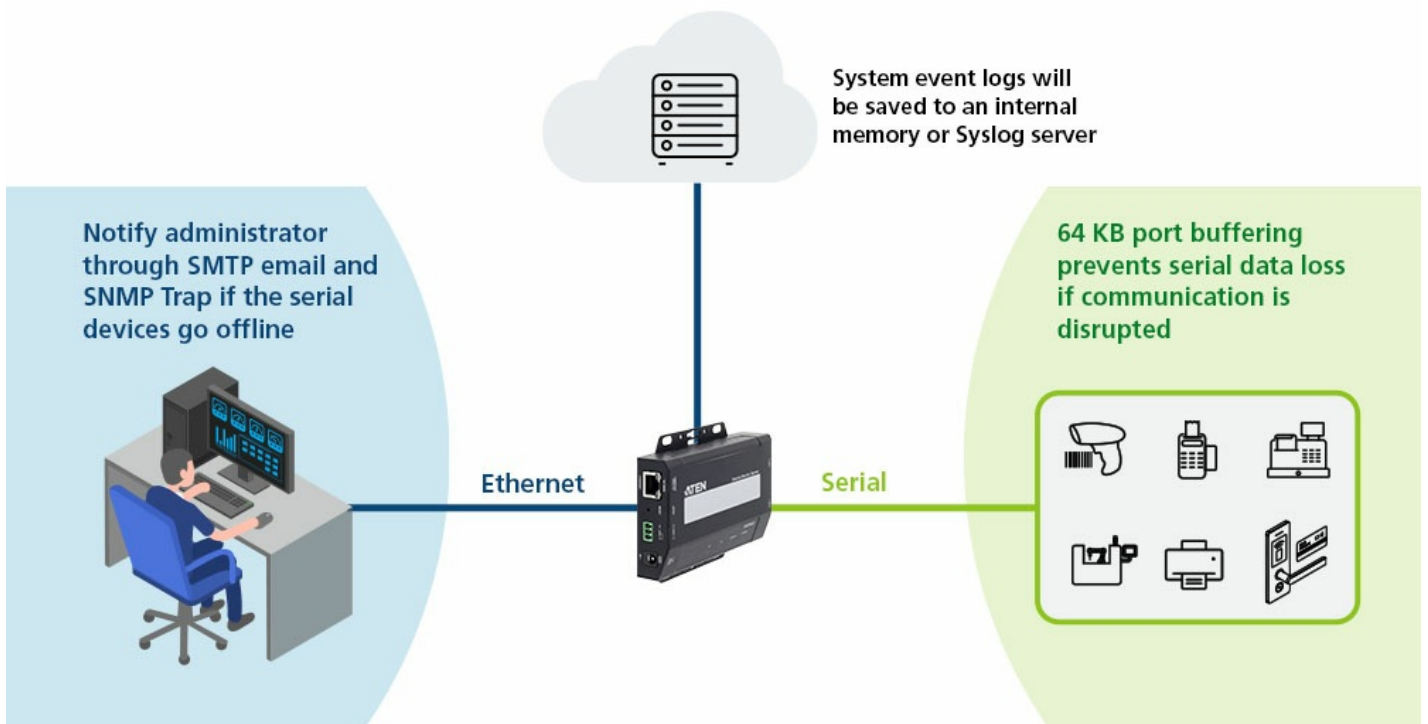 System event logs will
be saved to an internal
memory or Syslog server
Notify administrator
through SMTP email and
SNMP Trap if the serial
devices go offline
64 KB port buffering
prevents serial data loss
if communication is
disrupted
Ethernet
ATEN
Serial